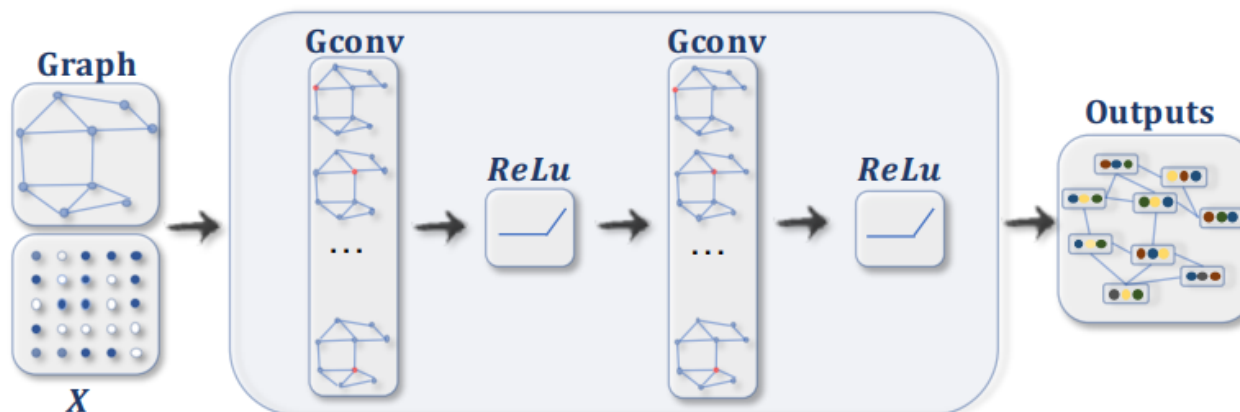 Graph
X
Gconv
...
ReLu
Gconv
...
ReLu
Outputs